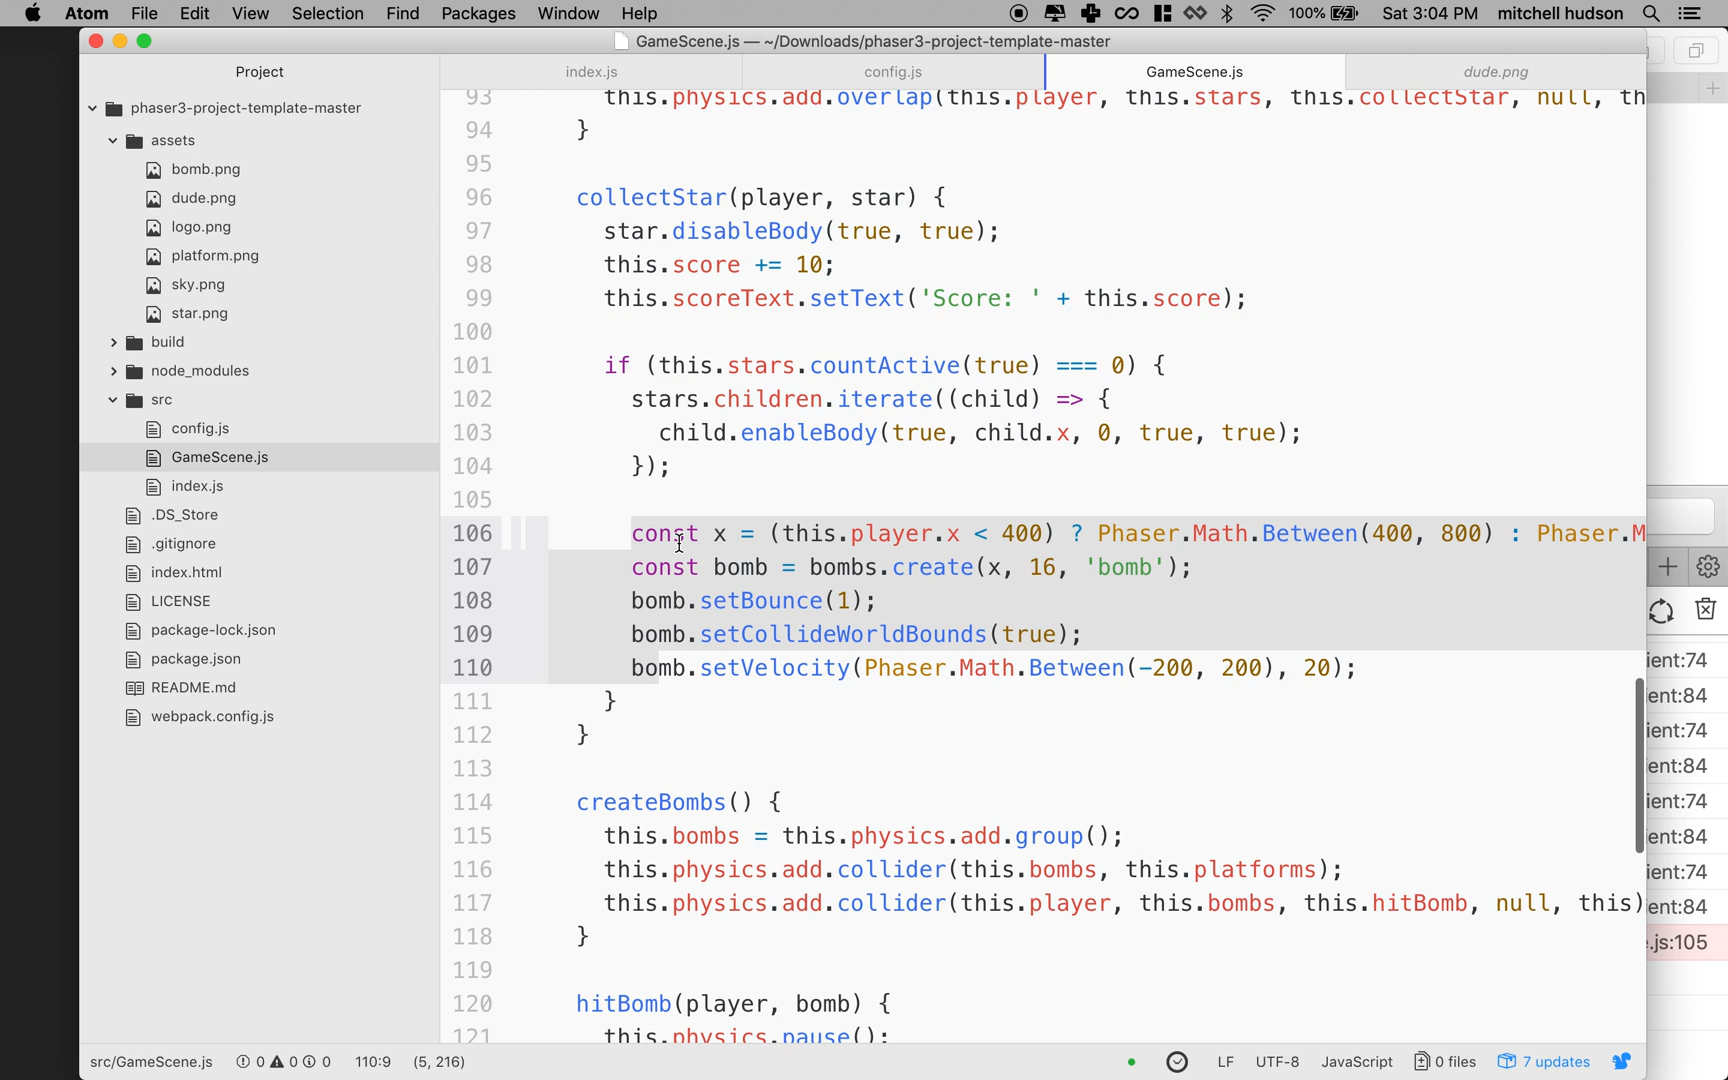 Atom File Edit View Selection Find Packages Window Help 100% Sat 3:04 PM mitchell hudson
GameScene.js — ~/Downloads/phaser3-project-template-master
Project
index.js config.js GameScene.js dude.png
phaser3-project-template-master
assets
bomb.png
dude.png
logo.png
platform.png
sky.png
star.png
build
node_modules
src
config.js
GameScene.js
index.js
.DS_Store
.gitignore
index.html
LICENSE
package-lock.json
package.json
README.md
webpack.config.js
93 this.physics.add.overlap(this.player, this.stars, this.collectStar, null, th
94 }
95
96 collectStar(player, star) {
97 star.disableBody(true, true);
98 this.score += 10;
99 this.scoreText.setText('Score: ' + this.score);
100
101 if (this.stars.countActive(true) === 0) {
102 stars.children.iterate((child) => {
103 child.enableBody(true, child.x, 0, true, true);
104 });
105
106 const x = (this.player.x < 400) ? Phaser.Math.Between(400, 800) : Phaser.M
107 const bomb = bombs.create(x, 16, 'bomb');
108 bomb.setBounce(1);
109 bomb.setCollideWorldBounds(true);
110 bomb.setVelocity(Phaser.Math.Between(-200, 200), 20);
111 }
112 }
113
114 createBombs() {
115 this.bombs = this.physics.add.group();
116 this.physics.add.collider(this.bombs, this.platforms);
117 this.physics.add.collider(this.player, this.bombs, this.hitBomb, null, this)
118 }
119
120 hitBomb(player, bomb) {
121 this.physics.pause();
ient:74
ent:84
ient:74
ent:84
ient:74
ent:84
ient:74
ent:84
.js:105
src/GameScene.js 0 0 0 110:9 (5, 216) LF UTF-8 JavaScript 0 files 7 updates